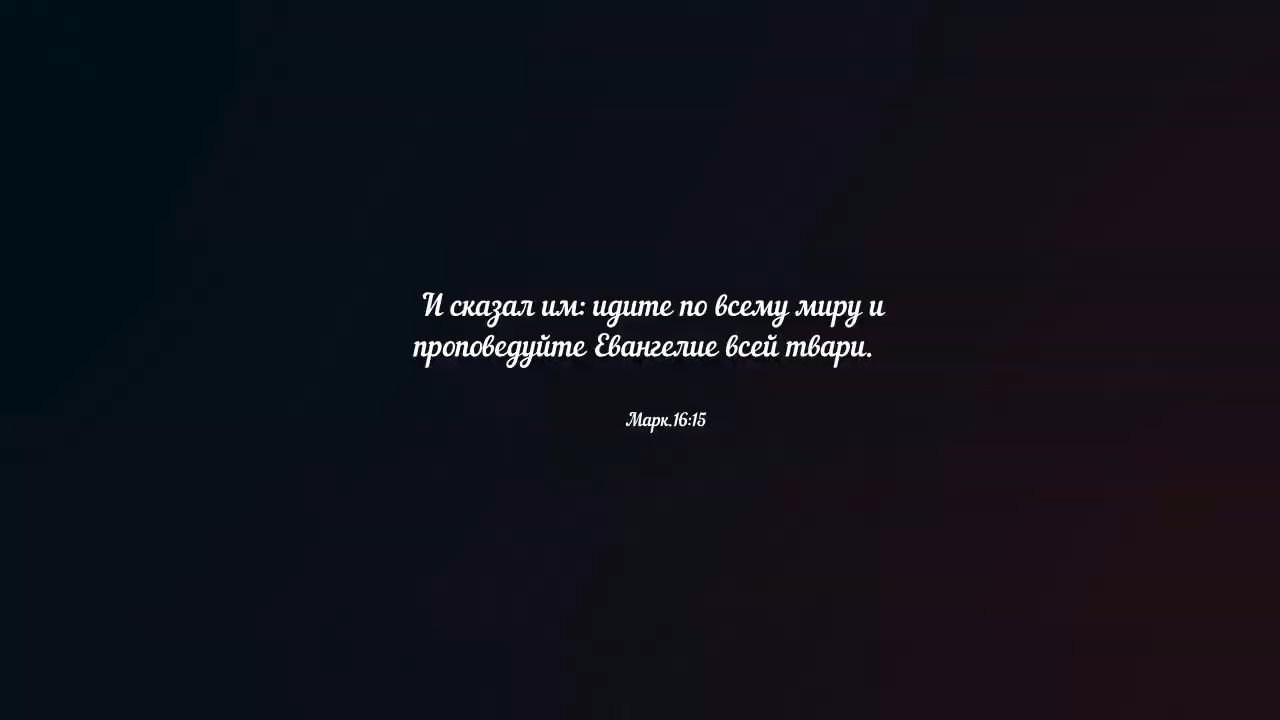 И сказал им: идите по всему миру и
проповедуйте Евангелие всей твари.
Марк.16:15